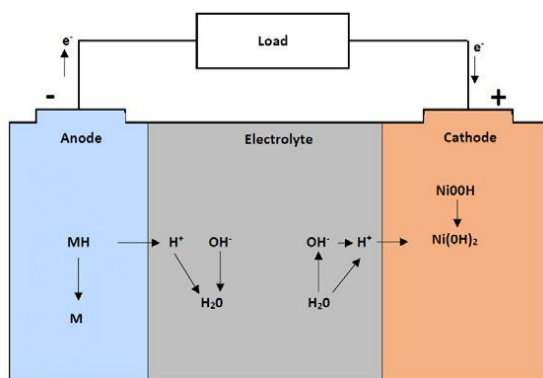 Load
e-
e-
-
+
Anode
Electrolyte
Cathode
Ni00H
MH
H+
OH-
OH-
H+
Ni(0H)2
H20
H20
M